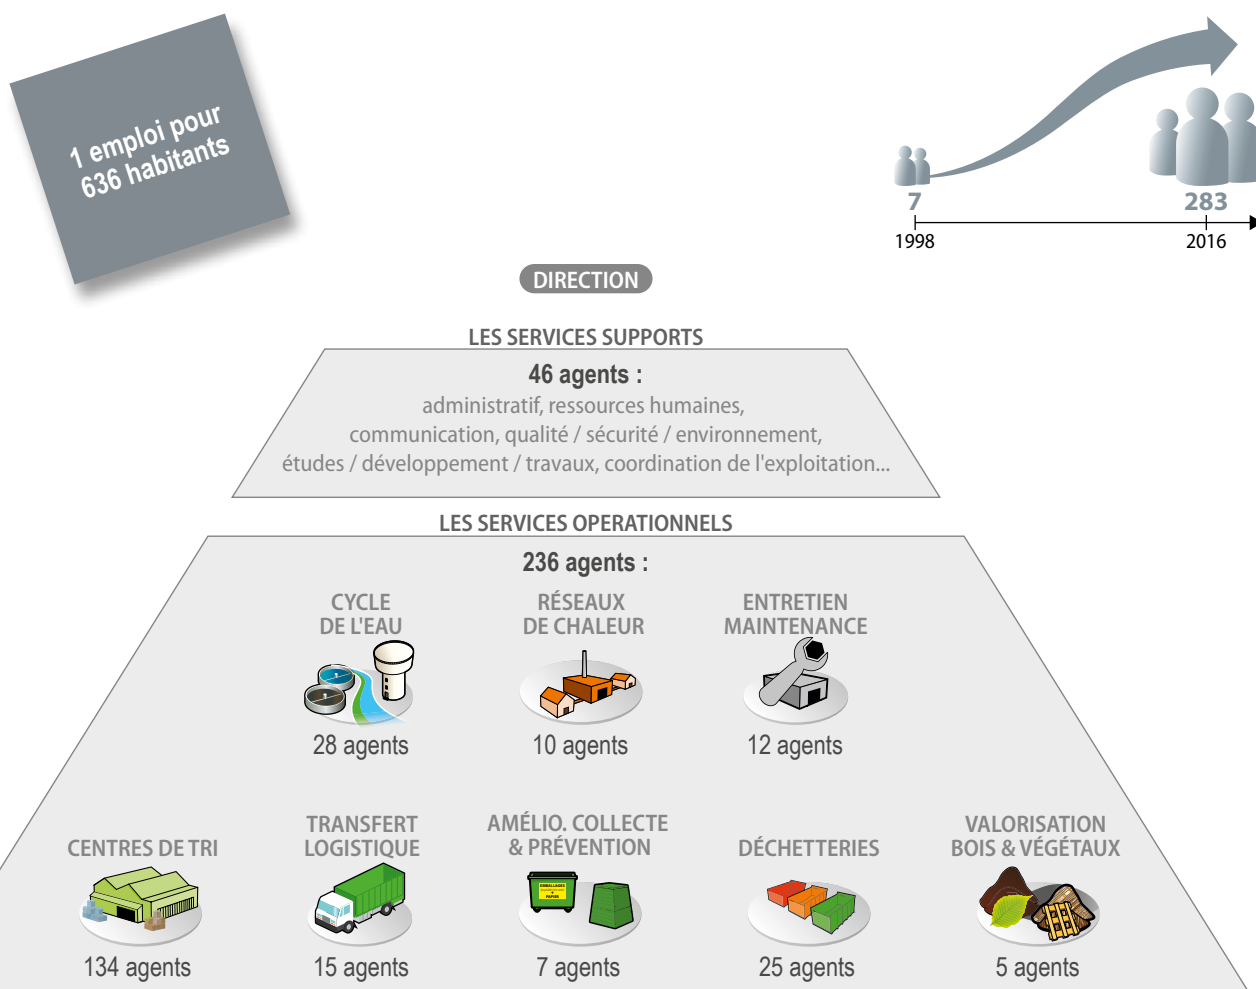 1 emploi pour
636 habitants
7
283
1998
2016
DIRECTION
LES SERVICES SUPPORTS
46 agents :
administratif, ressources humaines,
communication, qualité / sécurité / environnement,
études / développement / travaux, coordination de l'exploitation...
LES SERVICES OPERATIONNELS
236 agents :
CYCLE
DE L'EAU
28 agents
RÉSEAUX
DE CHALEUR
10 agents
ENTRETIEN
MAINTENANCE
12 agents
CENTRES DE TRI
134 agents
TRANSFERT
LOGISTIQUE
15 agents
AMÉLIO. COLLECTE
& PRÉVENTION
EMBALLAGES
+
PAPIER
7 agents
DÉCHETTERIES
25 agents
VALORISATION
BOIS & VÉGÉTAUX
5 agents